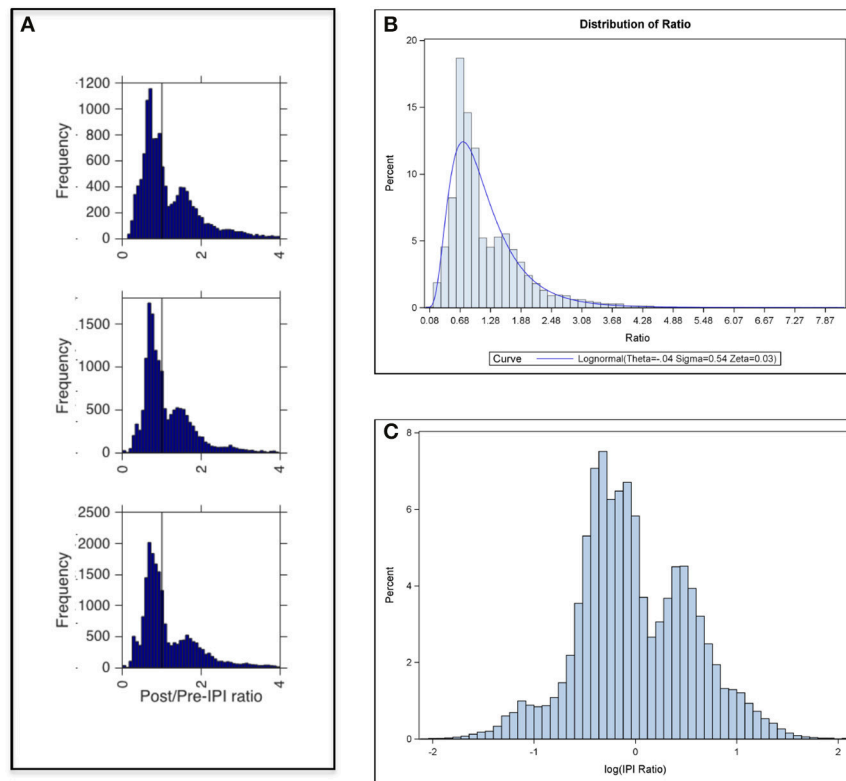 A
1200
1000
800
600
400
200
0
Frequency
0 2 4
1500
1000
500
0
Frequency
0 2 4
2500
2000
1500
1000
500
0
Frequency
0 2 4
Post/Pre-IPI ratio
B
Distribution of Ratio
20
15
10
5
0
Percent
0.08 0.68 1.28 1.88 2.48 3.08 3.68 4.28 4.88 5.48 6.07 6.67 7.27 7.87
Ratio
Curve Lognormal(Theta=-.04 Sigma=0.54 Zeta=0.03)
C
8
6
4
2
0
Percent
-2 -1 0 1 2
log(IPI Ratio)